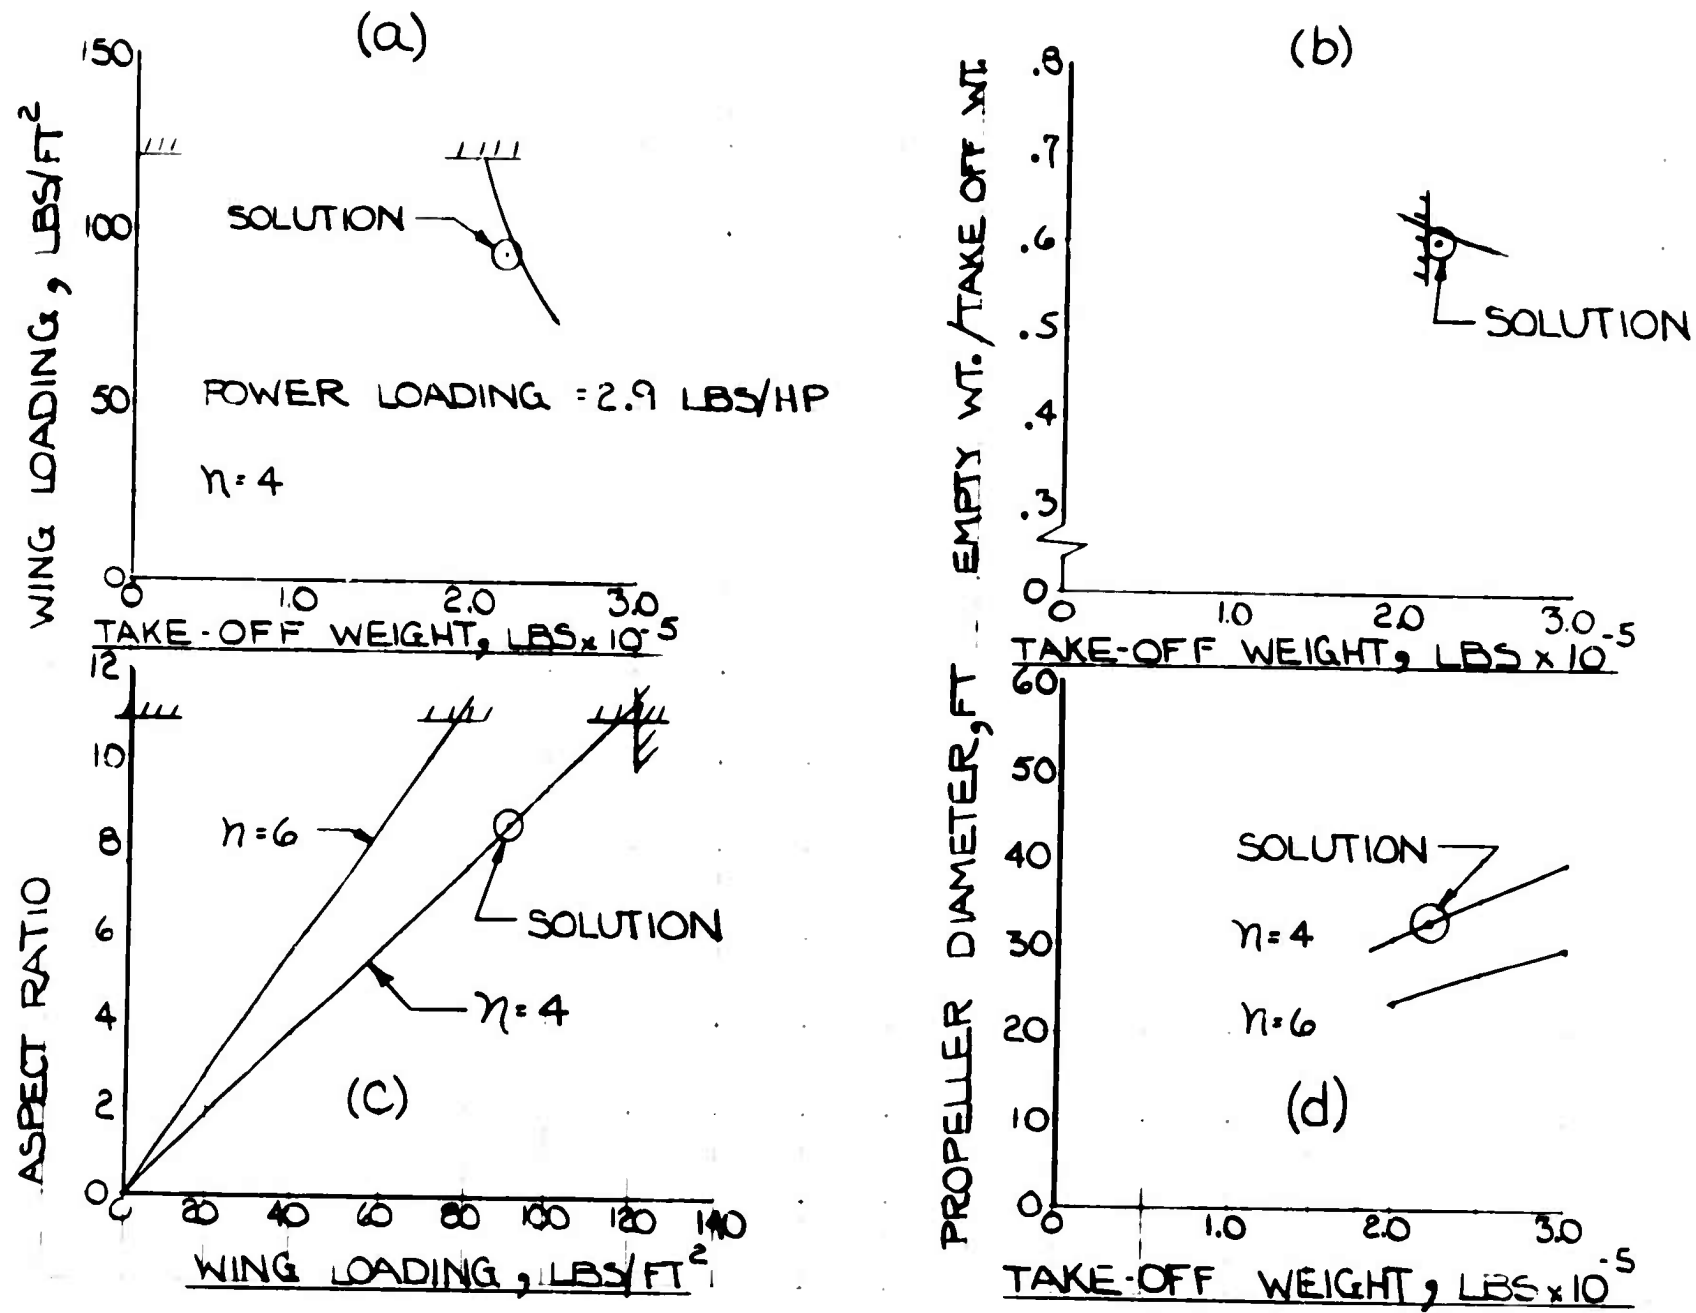 (a)
150
100
50
0
WING LOADING, LBS/FT²
SOLUTION
POWER LOADING = 2.9 LBS/HP
n=4
0 1.0 2.0 3.0
TAKE-OFF WEIGHT, LBS x 10⁻⁵
(b)
.8
.7
.6
.5
.4
.3
0
EMPTY WT./TAKE OFF WT.
SOLUTION
0 1.0 2.0 3.0
TAKE-OFF WEIGHT, LBS x 10⁻⁵
12
10
8
6
4
2
0
ASPECT RATIO
n=6
SOLUTION
n=4
(c)
0 20 40 60 80 100 120 140
WING LOADING, LBS/FT²
60
50
40
30
20
10
0
PROPELLER DIAMETER, FT
SOLUTION
n=4
n=6
(d)
0 1.0 2.0 3.0
TAKE-OFF WEIGHT, LBS x 10⁻⁵